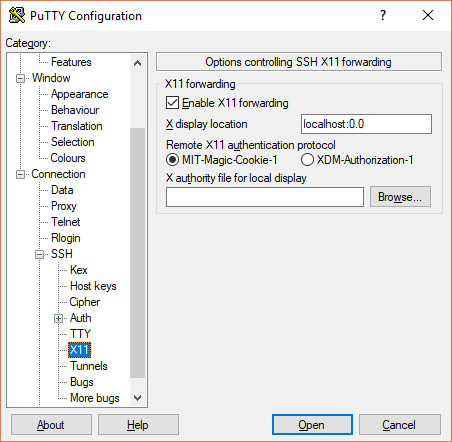 PuTTY Configuration
?
Category:
Features
Window
Appearance
Behaviour
Translation
Selection
Colours
Connection
Data
Proxy
Telnet
Rlogin
SSH
Kex
Host keys
Cipher
Auth
TTY
X11
Tunnels
Bugs
More bugs
Options controlling SSH X11 forwarding
X11 forwarding
Enable X11 forwarding
X display location
localhost:0.0
Remote X11 authentication protocol
MIT-Magic-Cookie-1 XDM-Authorization-1
X authority file for local display
Browse...
About Help Open Cancel